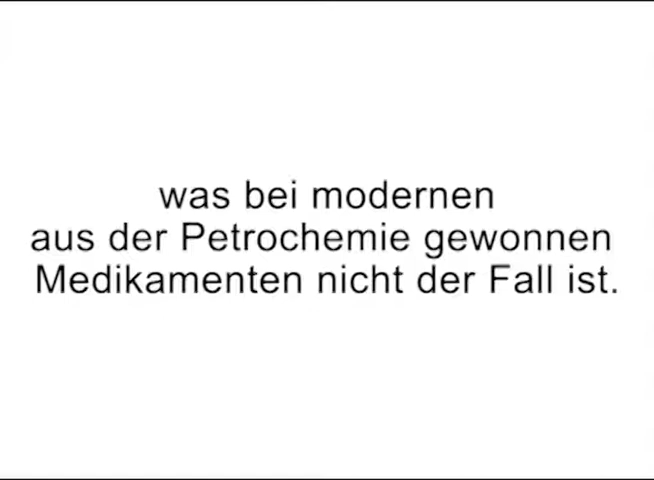 was bei modernen
aus der Petrochemie gewonnen
Medikamenten nicht der Fall ist.